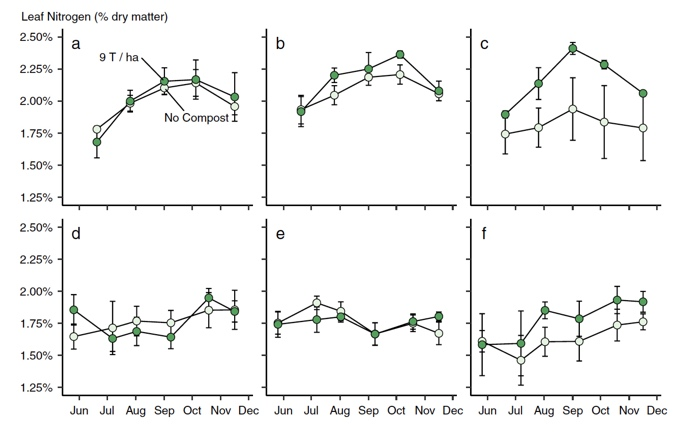 Leaf Nitrogen (% dry matter)
2.50%
2.25%
2.00%
1.75%
1.50%
1.25%
a
9 T / ha
No Compost
b
c
2.50%
2.25%
2.00%
1.75%
1.50%
1.25%
d
e
f
Jun Jul Aug Sep Oct Nov Dec
Jun Jul Aug Sep Oct Nov Dec
Jun Jul Aug Sep Oct Nov Dec